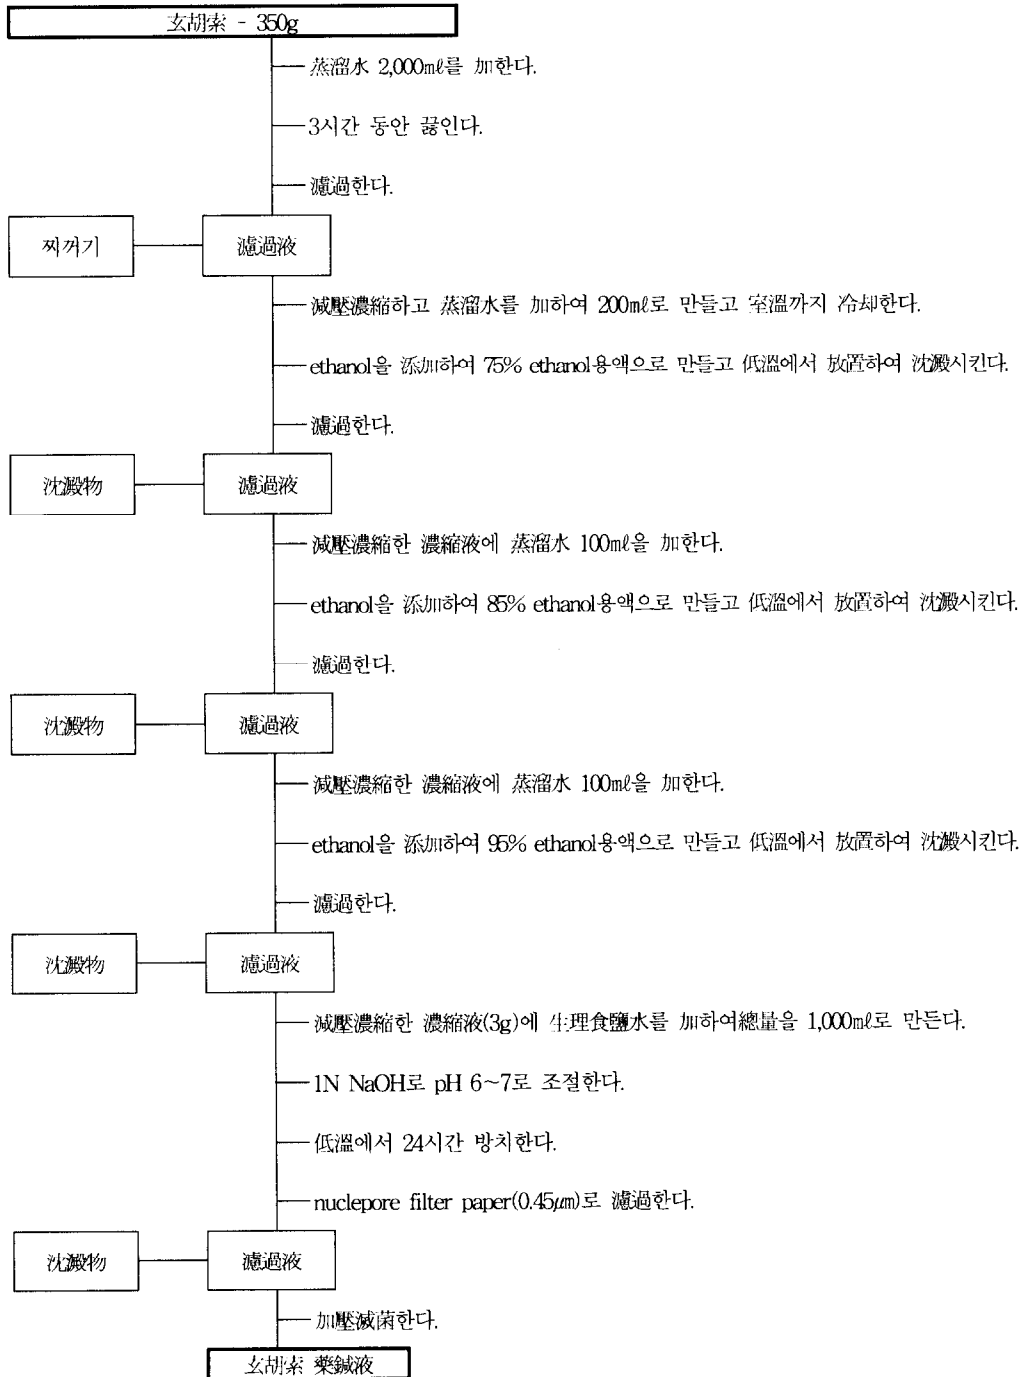 玄胡索 - 350g
蒸溜水 2,000㎖를 加한다.
3시간 동안 끓인다.
濾過한다.
찌꺼기 濾過液
減壓濃縮하고 蒸溜水를 加하여 200㎖로 만들고 室溫까지 冷却한다.
ethanol을 添加하여 75% ethanol용액으로 만들고 低溫에서 放置하여 沈澱시킨다.
濾過한다.
沈澱物 濾過液
減壓濃縮한 濃縮液에 蒸溜水 100㎖을 加한다.
ethanol을 添加하여 85% ethanol용액으로 만들고 低溫에서 放置하여 沈澱시킨다.
濾過한다.
沈澱物 濾過液
減壓濃縮한 濃縮液에 蒸溜水 100㎖을 加한다.
ethanol을 添加하여 95% ethanol용액으로 만들고 低溫에서 放置하여 沈澱시킨다.
濾過한다.
沈澱物 濾過液
減壓濃縮한 濃縮液(3g)에 生理食鹽水를 加하여總量을 1,000㎖로 만든다.
1N NaOH로 pH 6~7로 조절한다.
低溫에서 24시간 방치한다.
nuclepore filter paper(0.45㎛)로 濾過한다.
沈澱物 濾過液
加壓滅菌한다.
玄胡索 藥鍼液